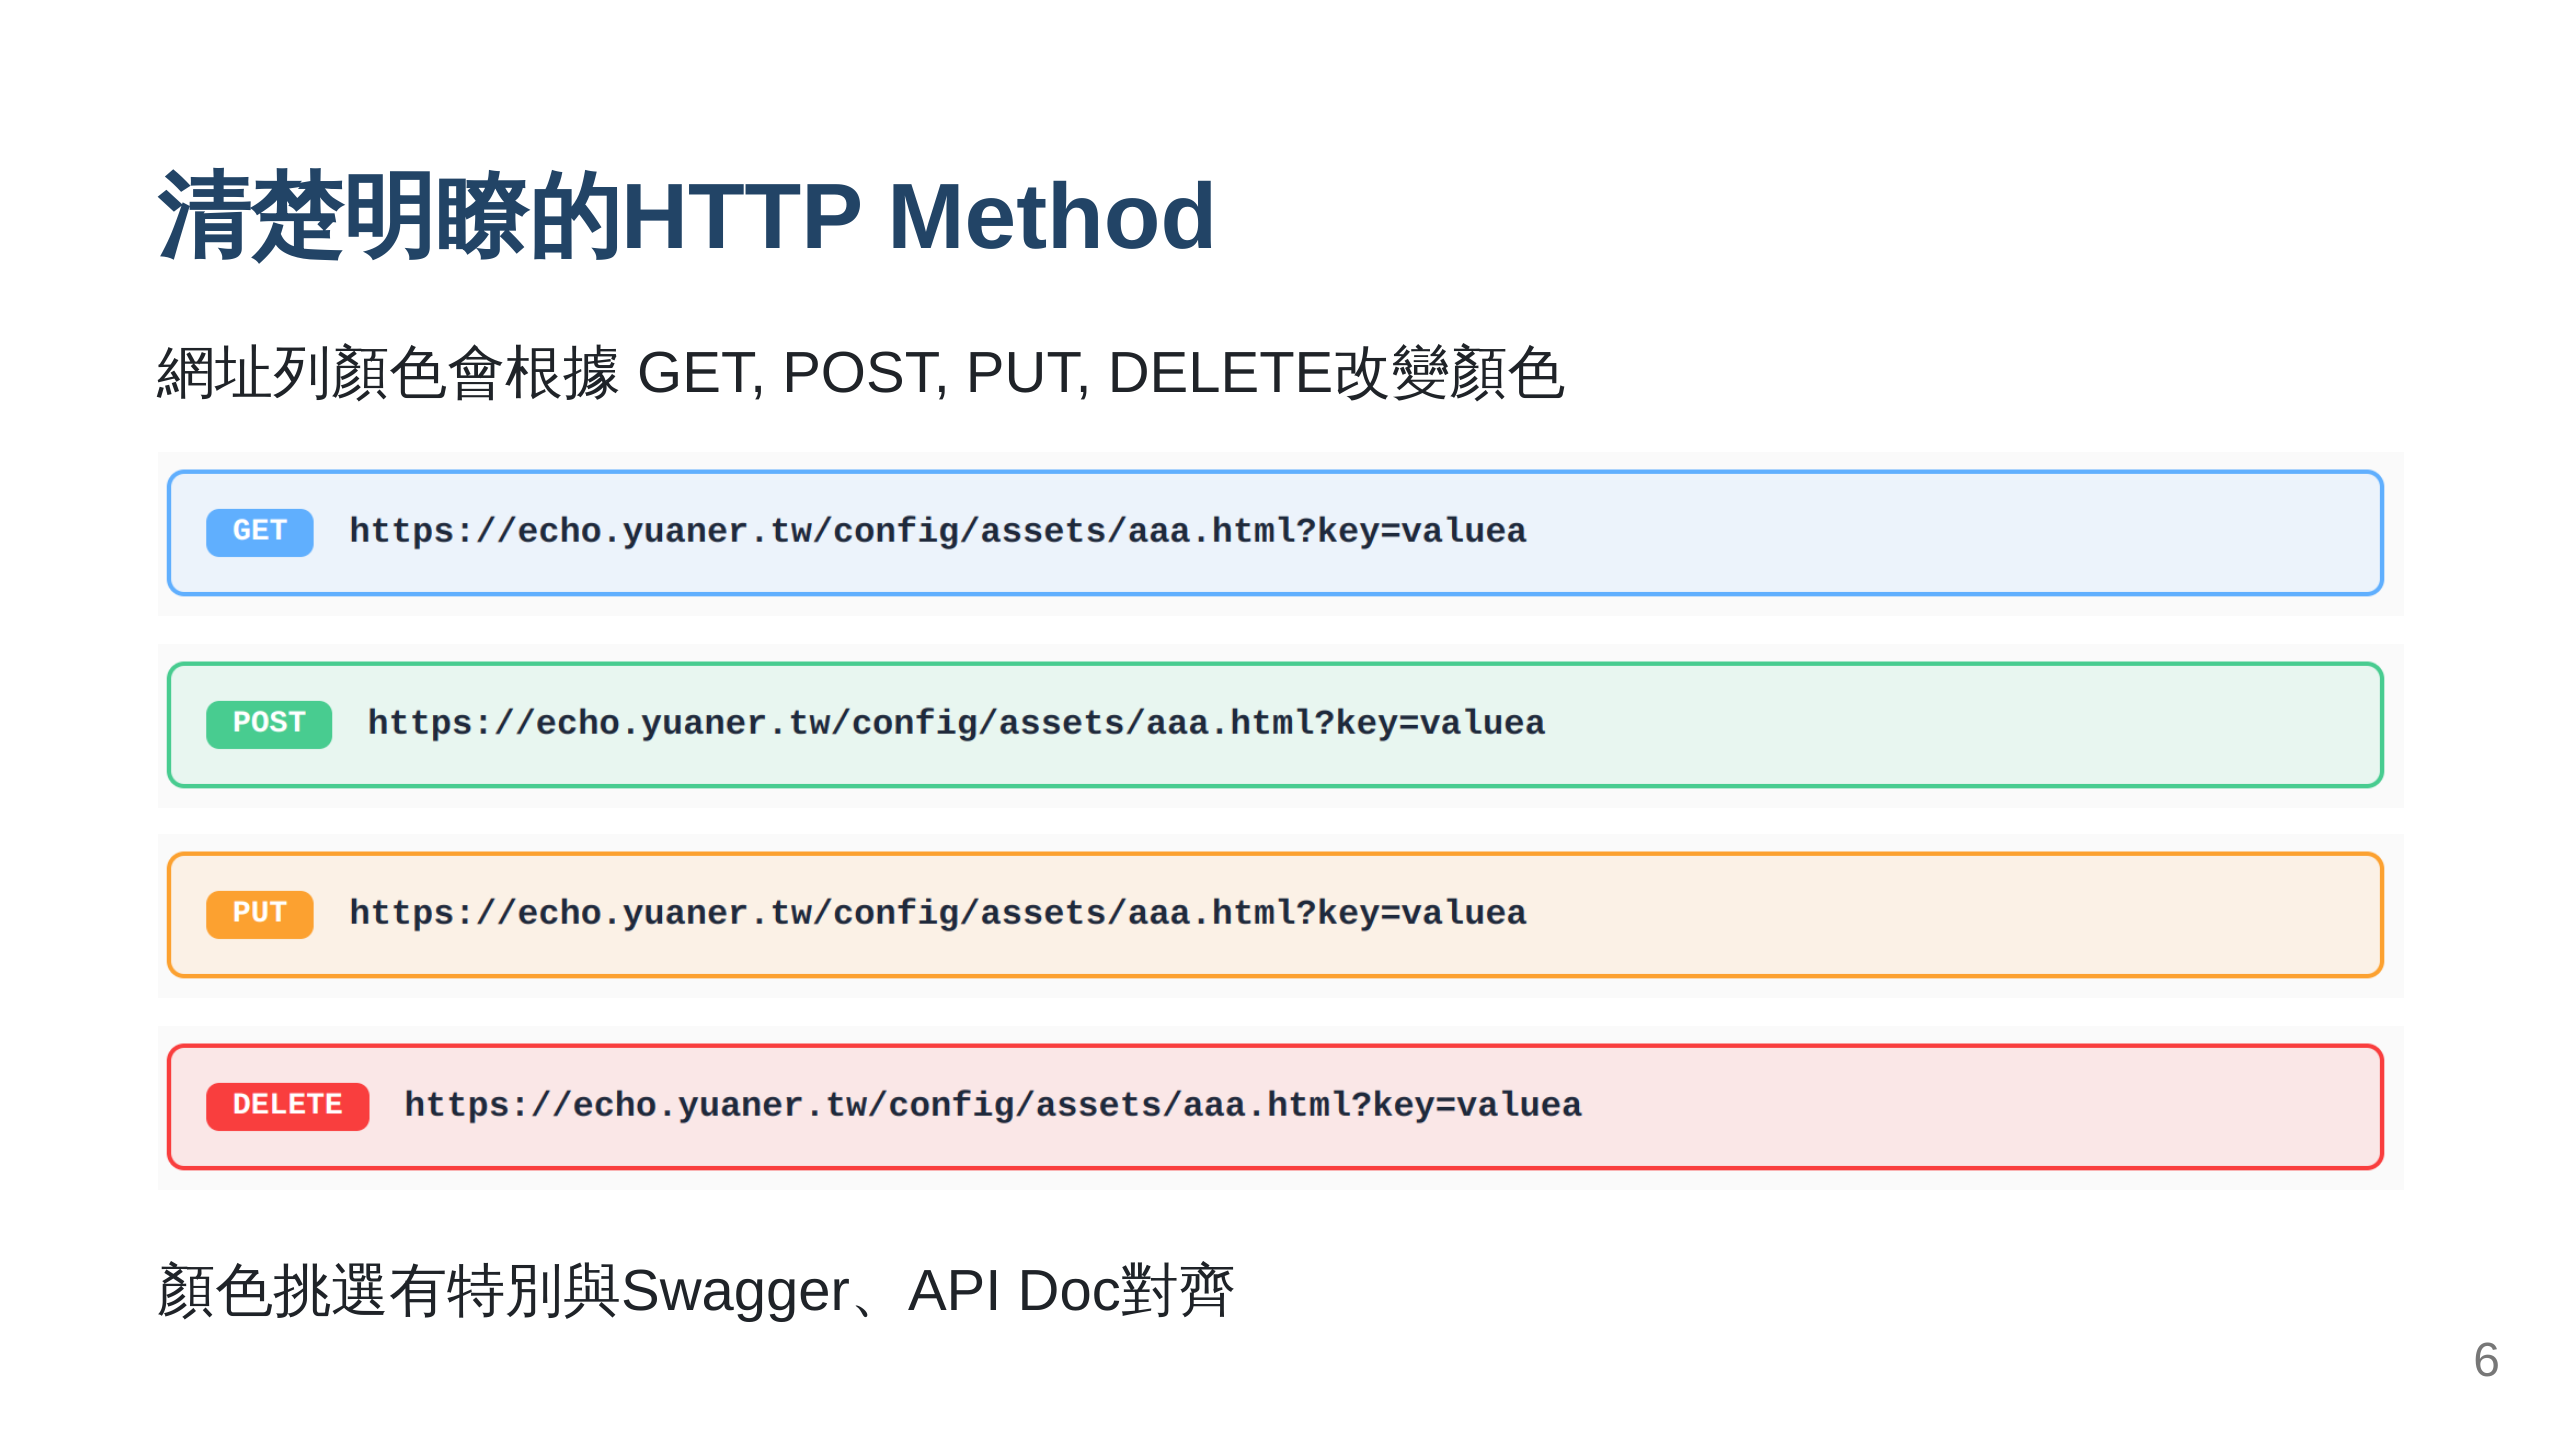 清楚明瞭的HTTP Method
網址列顏色會根據 GET, POST, PUT, DELETE改變顏色
GET https://echo.yuaner.tw/config/assets/aaa.html?key=valuea
POST https://echo.yuaner.tw/config/assets/aaa.html?key=valuea
PUT https://echo.yuaner.tw/config/assets/aaa.html?key=valuea
DELETE https://echo.yuaner.tw/config/assets/aaa.html?key=valuea
顏色挑選有特別與Swagger、API Doc對齊
6